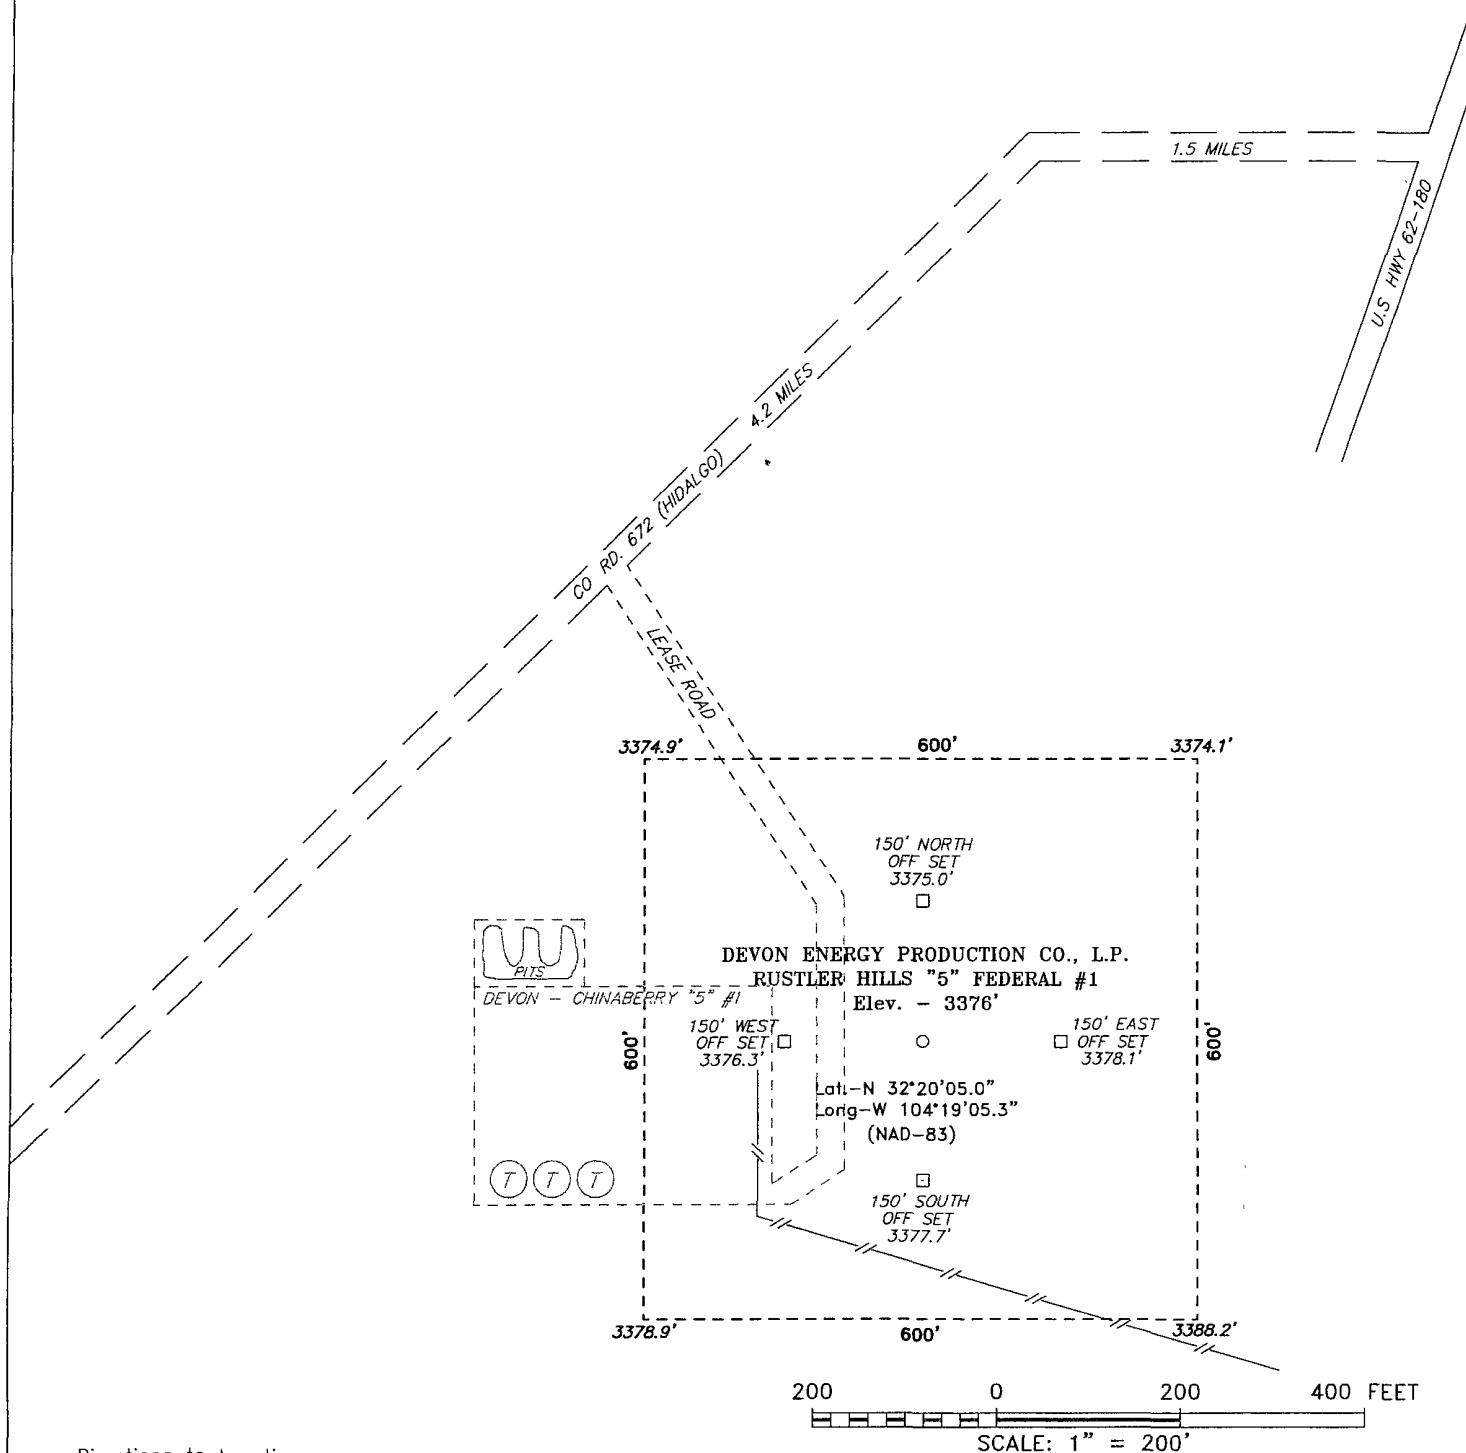 1.5 MILES
U.S HWY 62-180
4.2 MILES
CO RD. 672 (HIDALGO)
LEASE ROAD
3374.9'
600'
3374.1'
150' NORTH
OFF SET
3375.0'
PITS
DEVON ENERGY PRODUCTION CO., L.P.
RUSTLER HILLS "5" FEDERAL #1
Elev. - 3376'
DEVON - CHINABERRY "5" #1
600'
150' WEST
OFF SET
3376.3'
150' EAST
OFF SET
3378.1'
600'
Lat.-N 32°20'05.0"
Long-W 104°19'05.3"
(NAD-83)
T T T
150' SOUTH
OFF SET
3377.7'
3378.9'
600'
3388.2'
200 0 200 400 FEET
SCALE: 1" = 200'